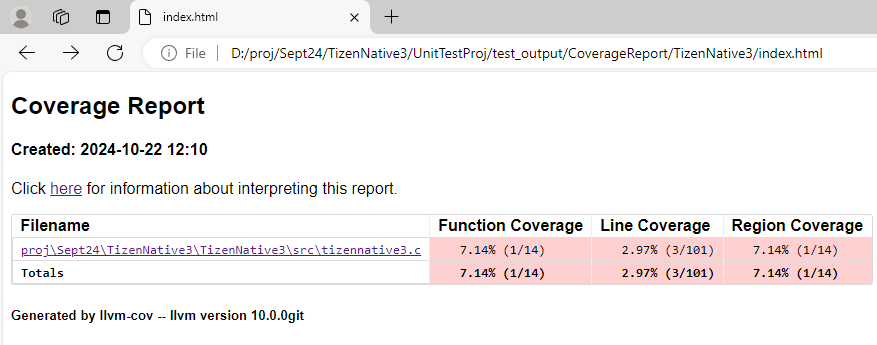 index.html
File D:/proj/Sept24/TizenNative3/UnitTestProj/test_output/CoverageReport/TizenNative3/index.html
Coverage Report
Created: 2024-10-22 12:10
Click here for information about interpreting this report.
Filename Function Coverage Line Coverage Region Coverage
proj\Sept24\TizenNative3\TizenNative3\src\tizennative3.c 7.14% (1/14) 2.97% (3/101) 7.14% (1/14)
Totals 7.14% (1/14) 2.97% (3/101) 7.14% (1/14)
Generated by llvm-cov -- llvm version 10.0.0git